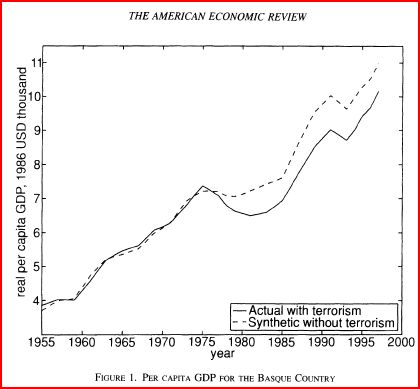 THE AMERICAN ECONOMIC REVIEW
real per capita GDP, 1986 USD thousand
11
10
9
8
7
6
5
4
Actual with terrorism
Synthetic without terrorism
1955 1960 1965 1970 1975 1980 1985 1990 1995 2000
year
FIGURE 1. PER CAPITA GDP FOR THE BASQUE COUNTRY